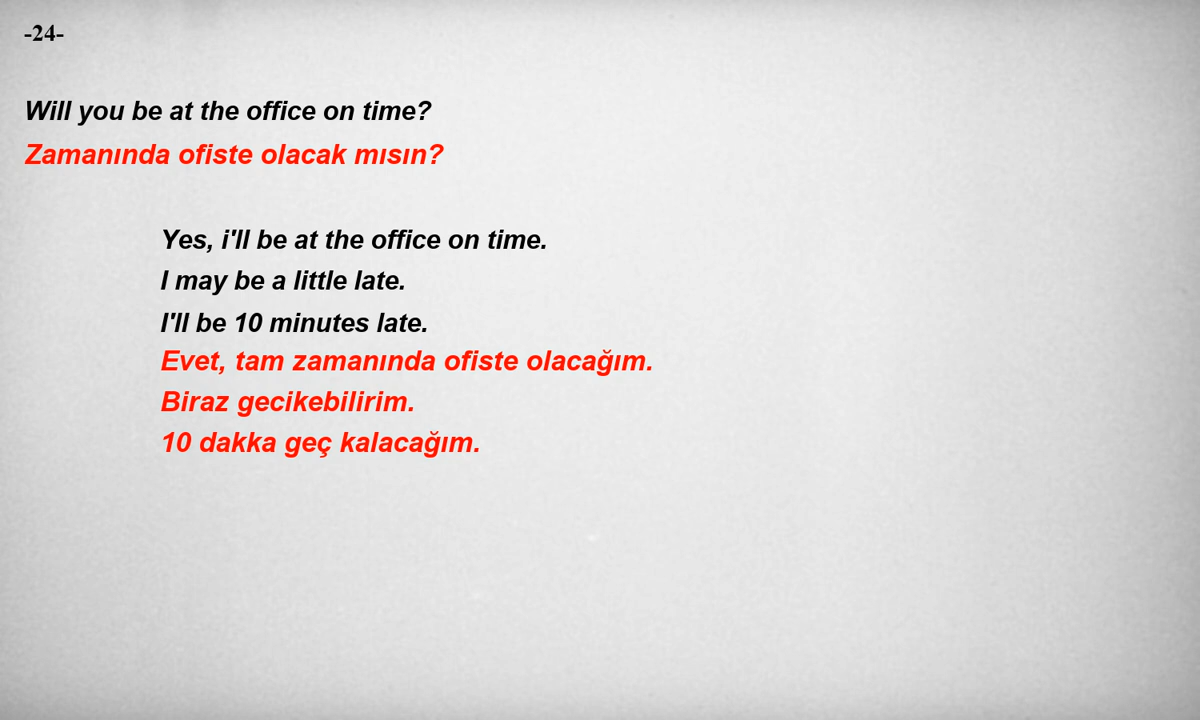 -24-
Will you be at the office on time?
Zamanında ofiste olacak mısın?
Yes, i'll be at the office on time.
I may be a little late.
I'll be 10 minutes late.
Evet, tam zamanında ofiste olacağım.
Biraz gecikebilirim.
10 dakka geç kalacağım.